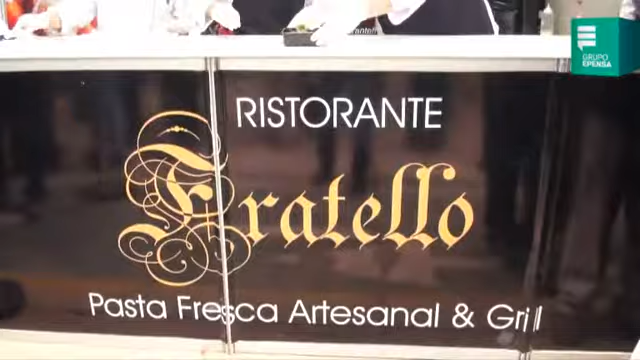 GRUPO
EPENSA
RISTORANTE
Fratello
Pasta Fresca Artesanal & Grill